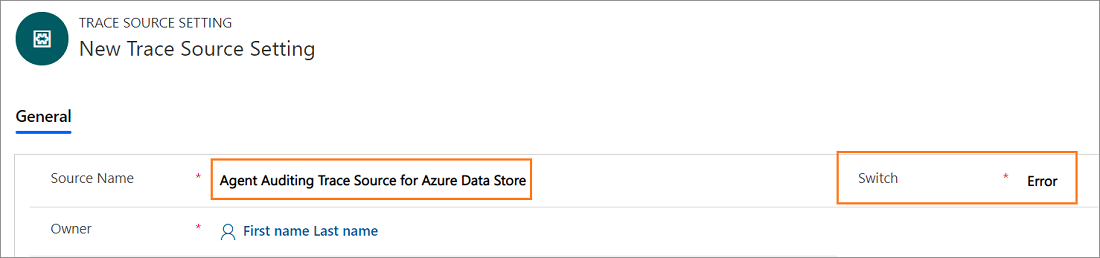 TRACE SOURCE SETTING
New Trace Source Setting
General
Source Name * Agent Auditing Trace Source for Azure Data Store Switch * Error
Owner * First name Last name